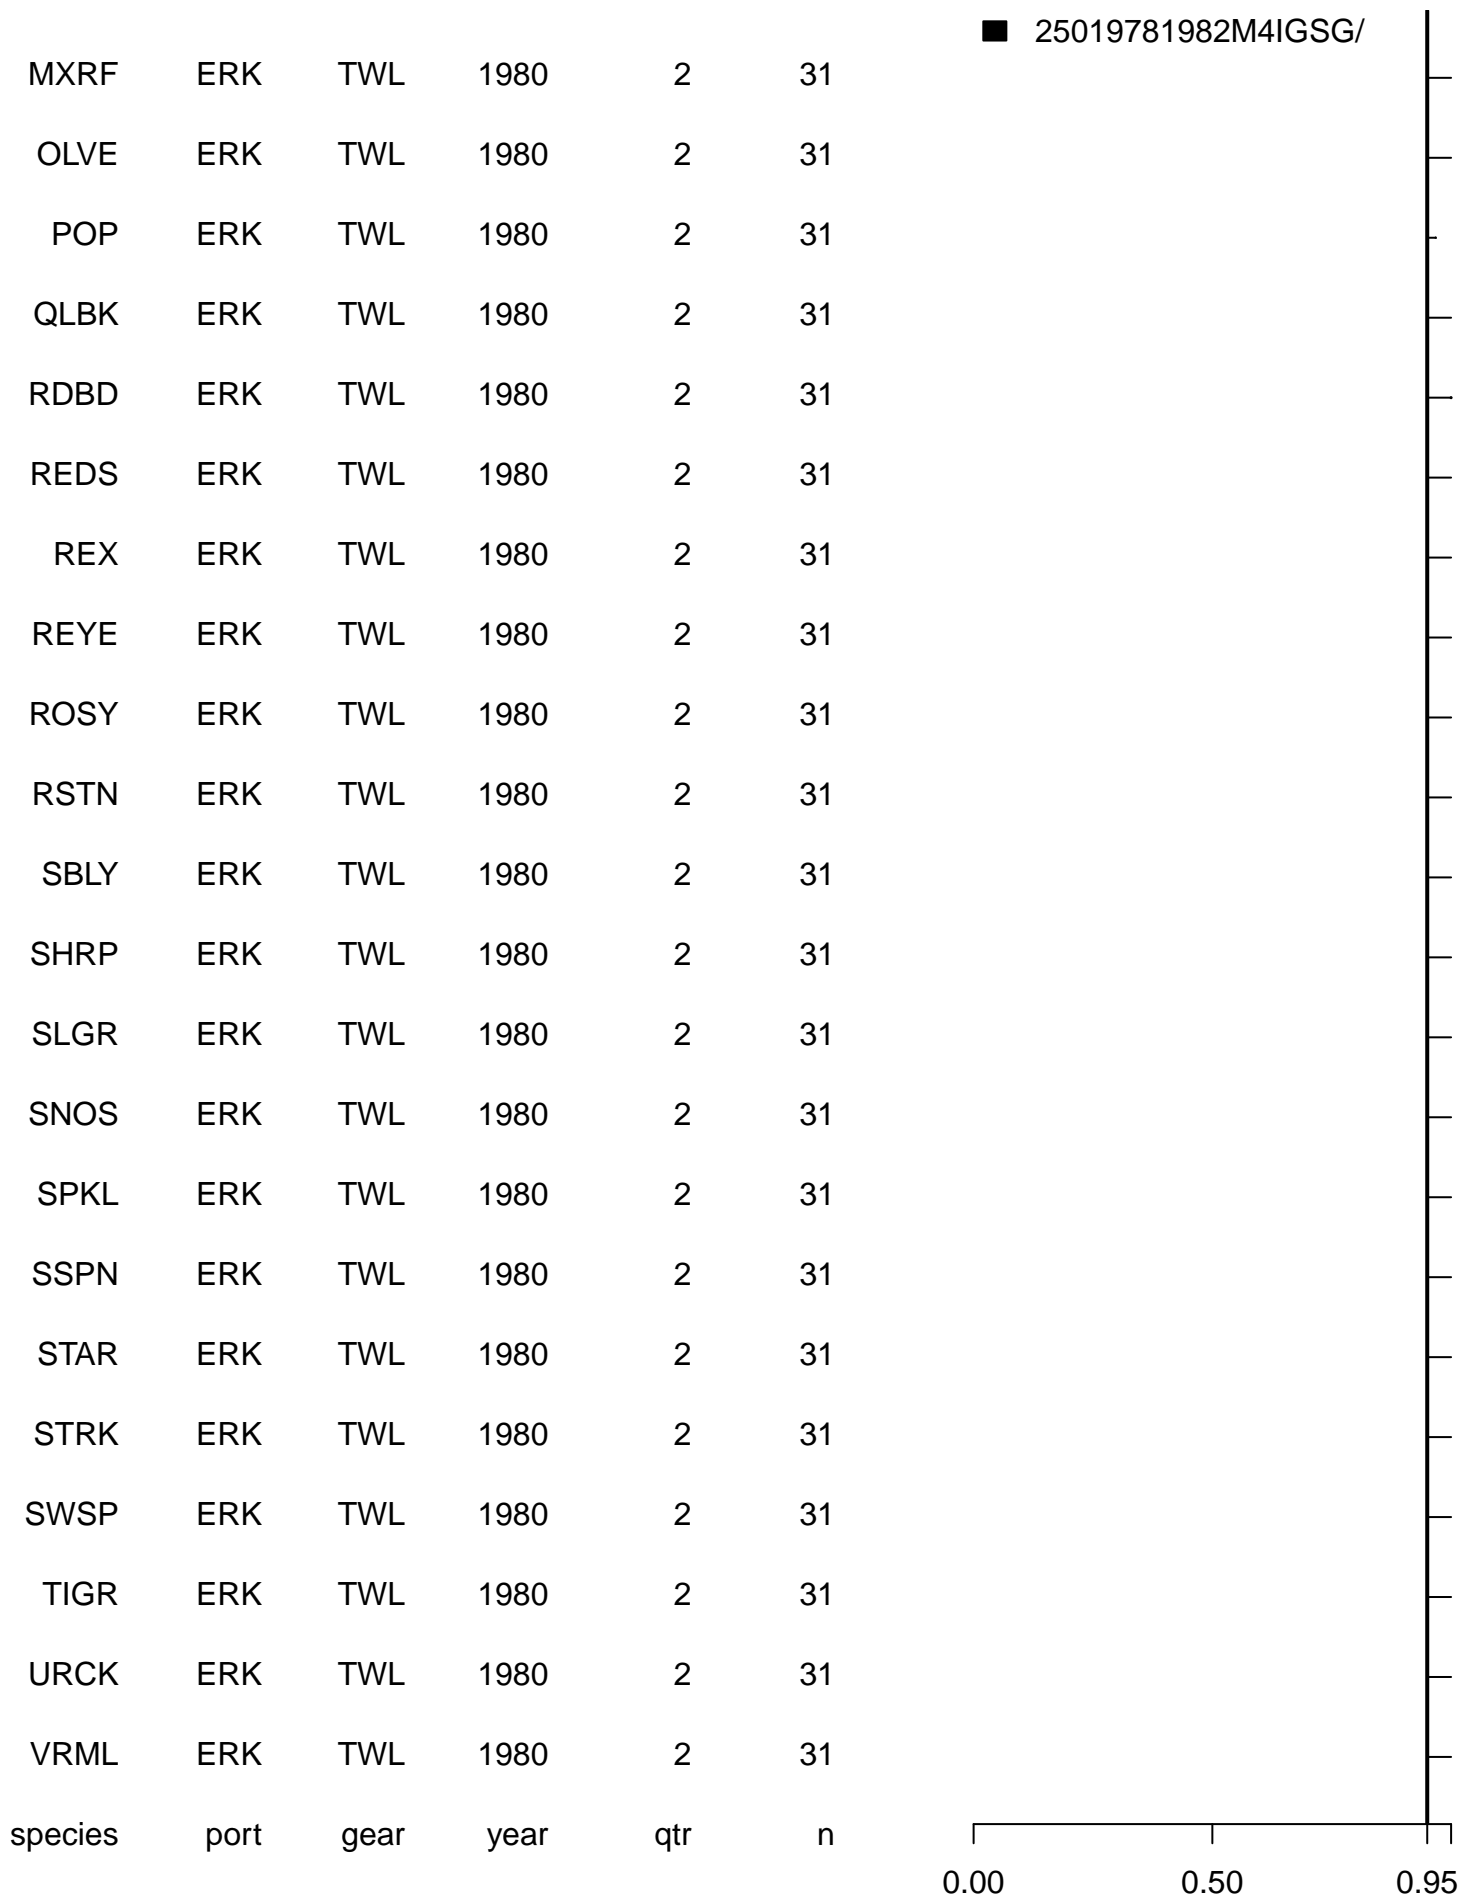 25019781982M4IGSG/
MXRF ERK TWL 1980 2 31
OLVE ERK TWL 1980 2 31
POP ERK TWL 1980 2 31
QLBK ERK TWL 1980 2 31
RDBD ERK TWL 1980 2 31
REDS ERK TWL 1980 2 31
REX ERK TWL 1980 2 31
REYE ERK TWL 1980 2 31
ROSY ERK TWL 1980 2 31
RSTN ERK TWL 1980 2 31
SBLY ERK TWL 1980 2 31
SHRP ERK TWL 1980 2 31
SLGR ERK TWL 1980 2 31
SNOS ERK TWL 1980 2 31
SPKL ERK TWL 1980 2 31
SSPN ERK TWL 1980 2 31
STAR ERK TWL 1980 2 31
STRK ERK TWL 1980 2 31
SWSP ERK TWL 1980 2 31
TIGR ERK TWL 1980 2 31
URCK ERK TWL 1980 2 31
VRML ERK TWL 1980 2 31
species port gear year qtr n
0.00 0.50 0.95